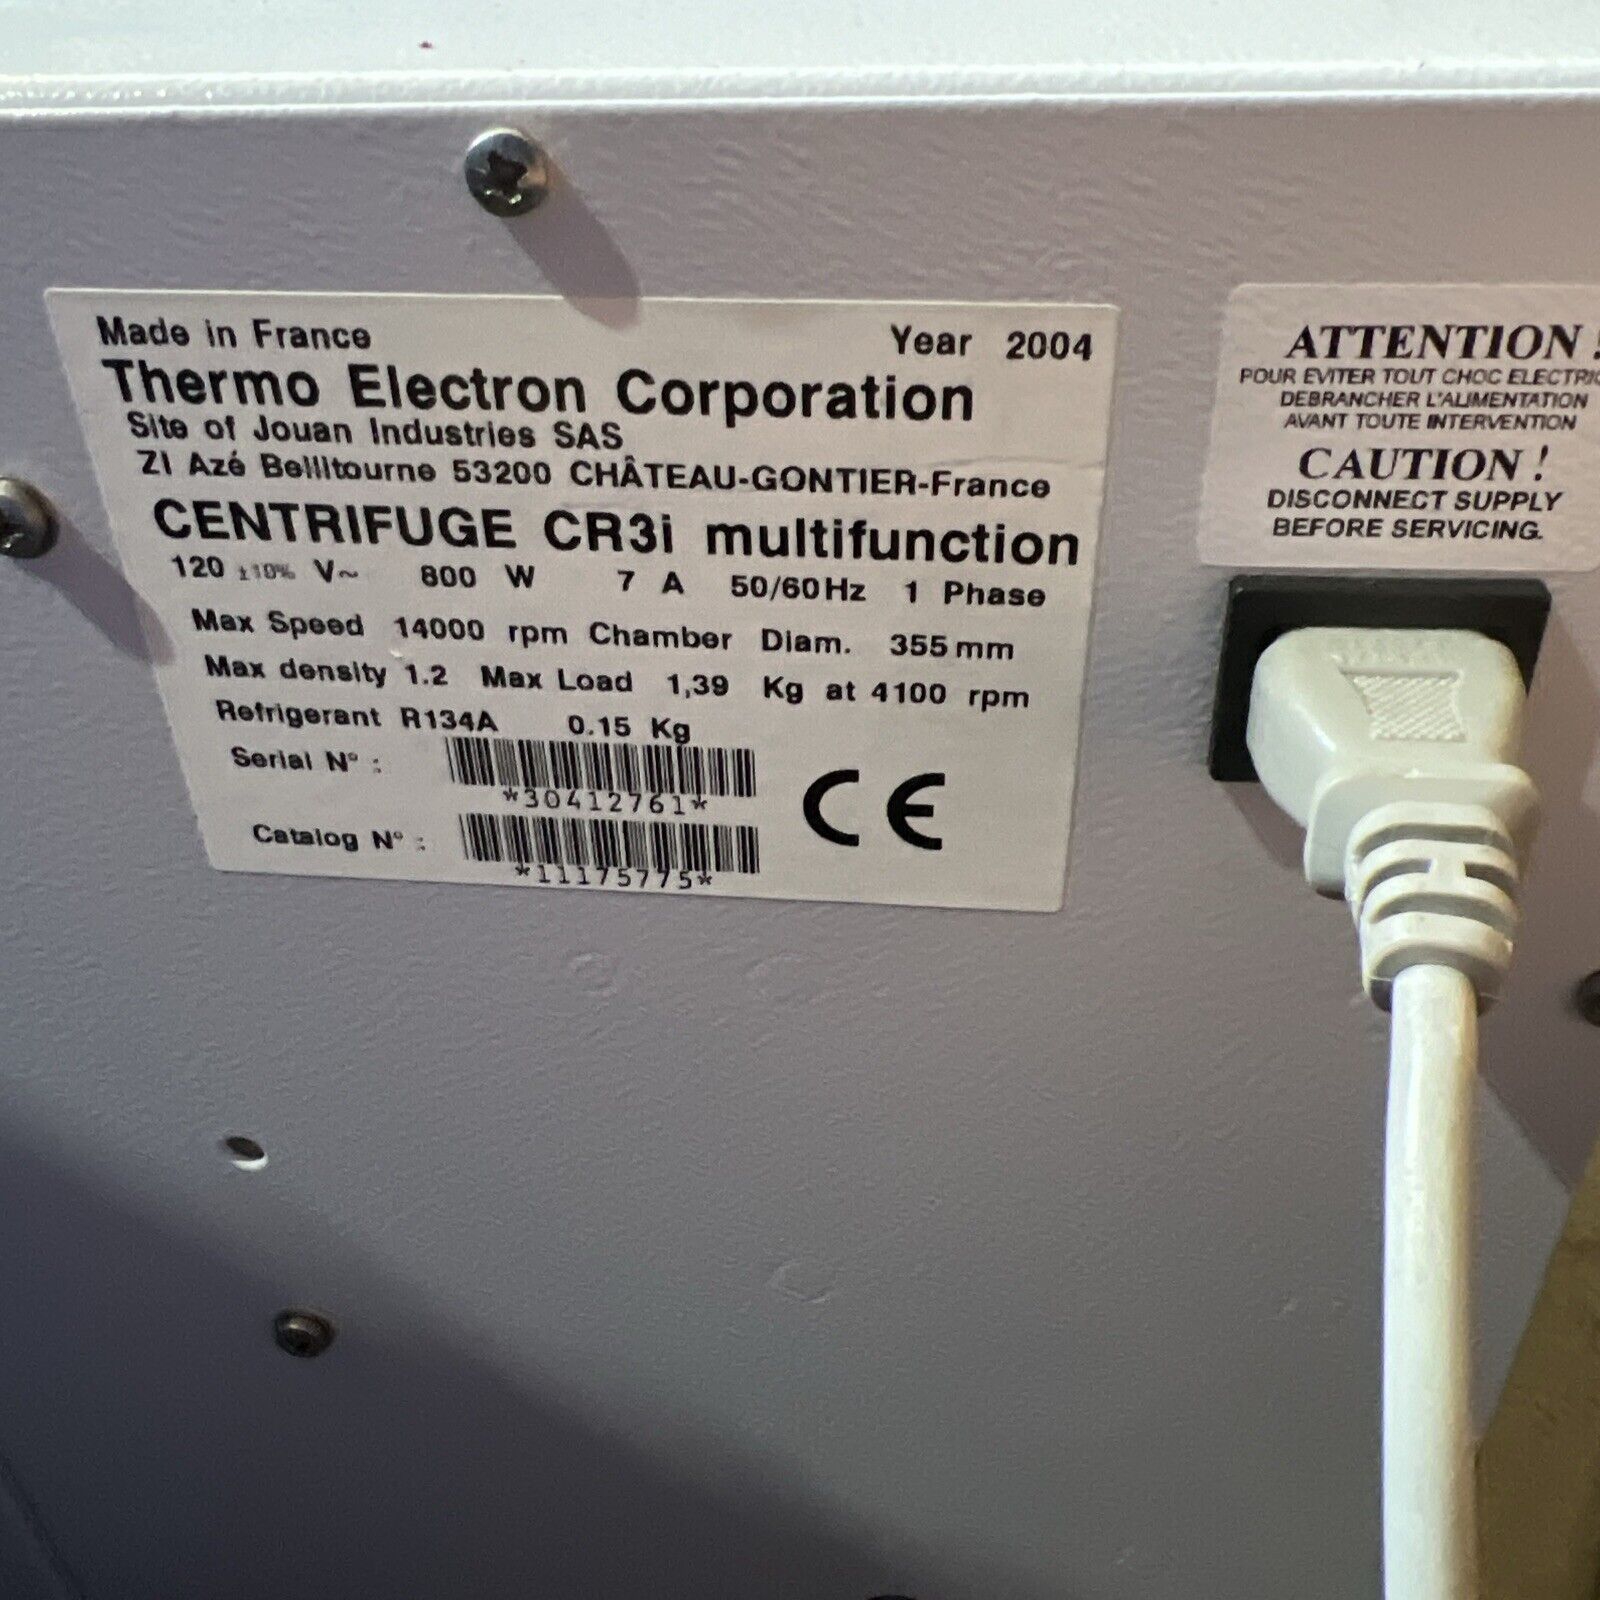 Made in France Year 2004
Thermo Electron Corporation
Site of Jouan Industries SAS
ZI Azé Bellitourne 53200 CHÂTEAU-GONTIER-France
CENTRIFUGE CR3i multifunction
120 ±10% V~ 800 W 7 A 50/60Hz 1 Phase
Max Speed 14000 rpm Chamber Diam. 355 mm
Max density 1.2 Max Load 1,39 Kg at 4100 rpm
Refrigerant R134A 0.15 Kg
Serial N° :
*30412761*
Catalog N° :
*11175775*
CE
ATTENTION !
POUR EVITER TOUT CHOC ELECTRIC
DEBRANCHER L'ALIMENTATION
AVANT TOUTE INTERVENTION
CAUTION !
DISCONNECT SUPPLY
BEFORE SERVICING.